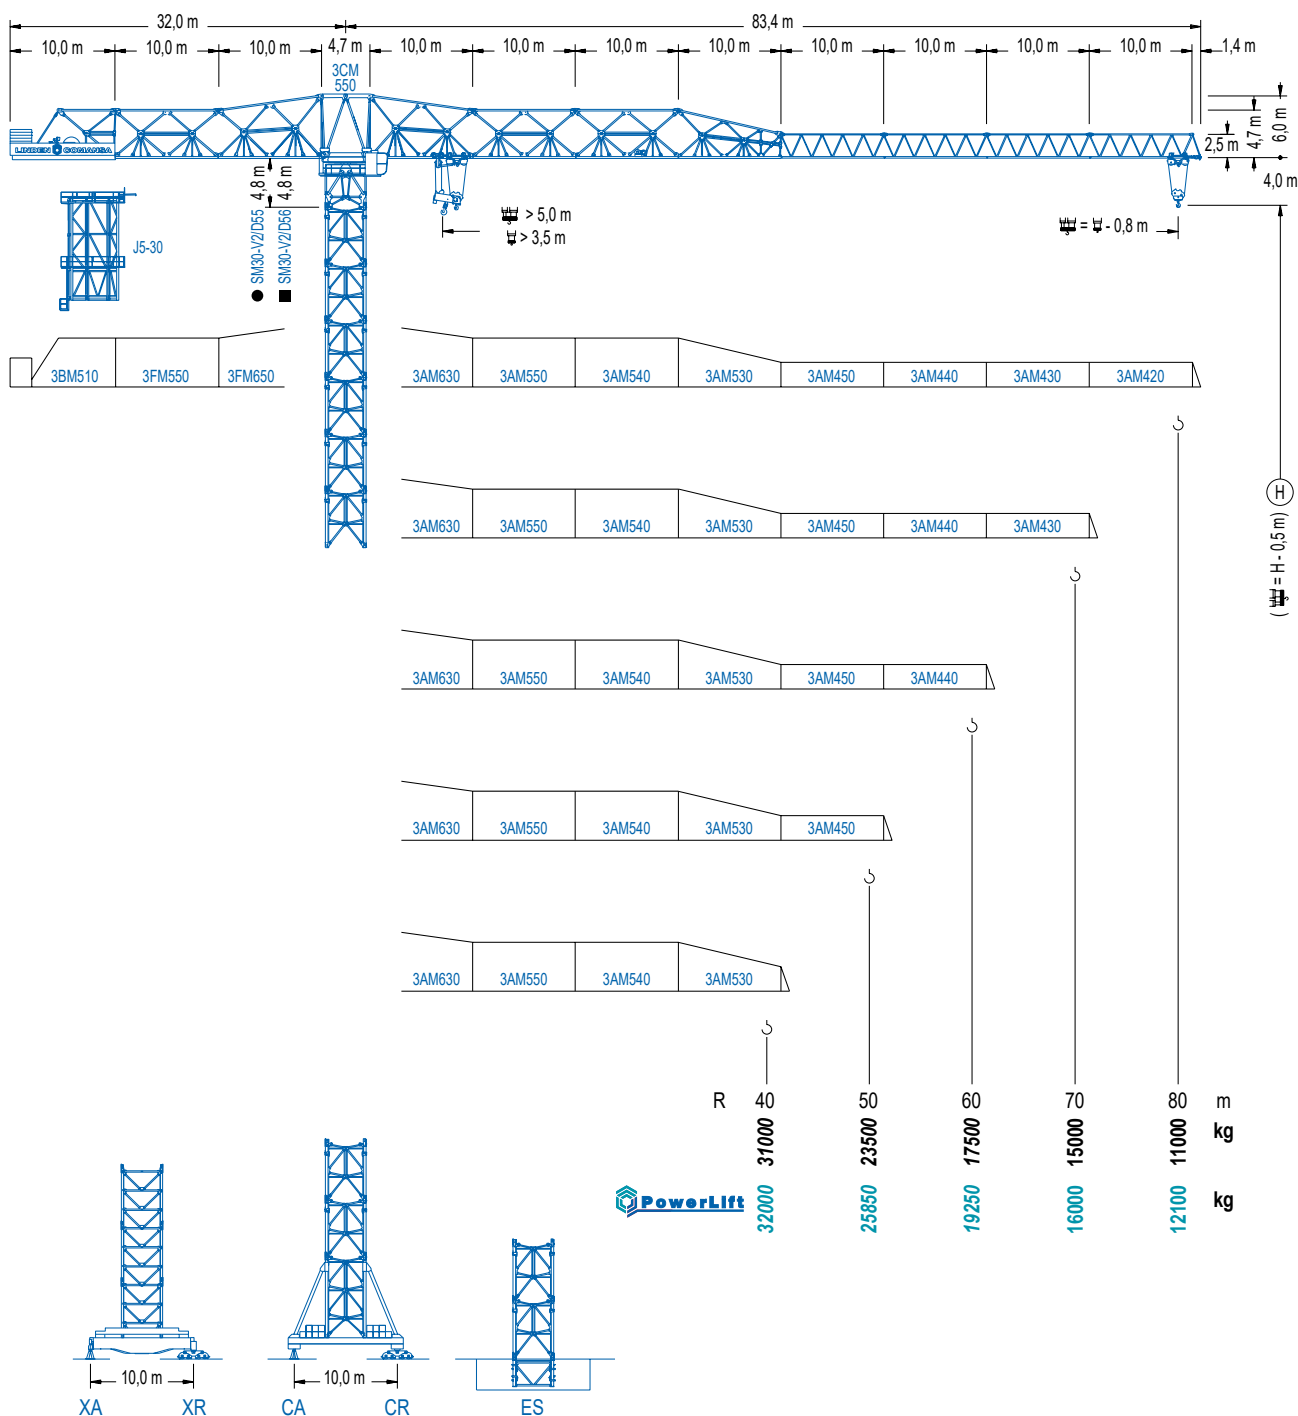 32,0 m 83,4 m
10,0 m 10,0 m 10,0 m 4,7 m 10,0 m 10,0 m 10,0 m 10,0 m 10,0 m 10,0 m 10,0 m 10,0 m 1,4 m
3CM
550
LINDEN COMANSA
2,5 m
4,7 m
6,0 m
4,0 m
J5-30
SM30-V2/D55 4,8 m
SM30-V2/D56 4,8 m
> 5,0 m
> 3,5 m
= - 0,8 m
3BM510 3FM550 3FM650 3AM630 3AM550 3AM540 3AM530 3AM450 3AM440 3AM430 3AM420
H
( = H - 0,5 m)
3AM630 3AM550 3AM540 3AM530 3AM450 3AM440 3AM430
3AM630 3AM550 3AM540 3AM530 3AM450 3AM440
3AM630 3AM550 3AM540 3AM530 3AM450
3AM630 3AM550 3AM540 3AM530
R 40 50 60 70 80 m
31000 23500 17500 15000 11000 kg
PowerLift 32000 25850 19250 16000 12100 kg
10,0 m 10,0 m
XA XR CA CR ES